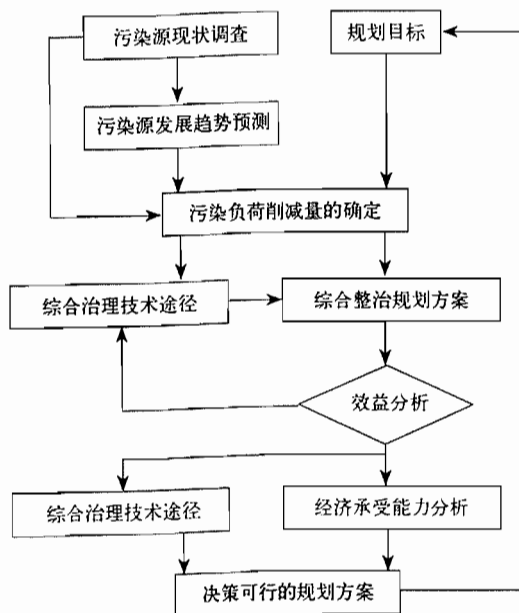 污染源现状调查
规划目标
污染源发展趋势预测
污染负荷削减量的确定
综合治理技术途径
综合整治规划方案
效益分析
综合治理技术途径
经济承受能力分析
决策可行的规划方案